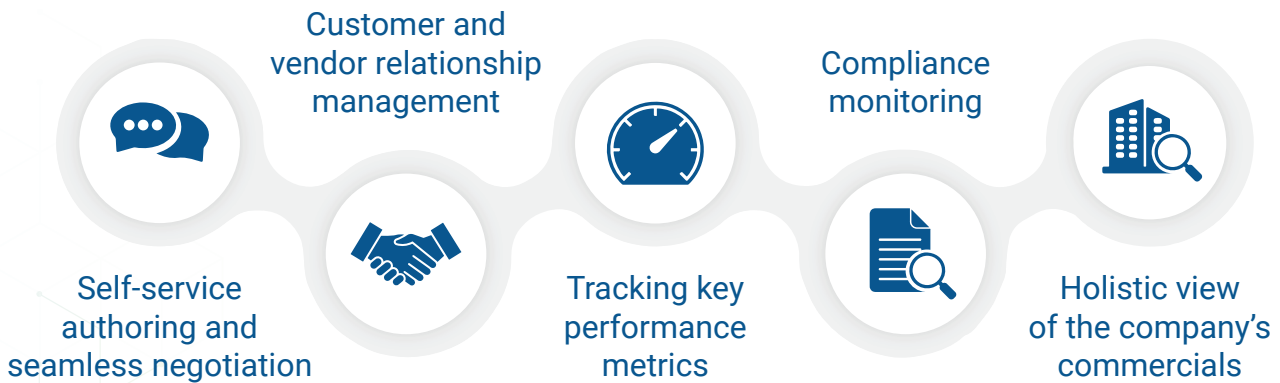 Self-service
authoring and
seamless negotiation
Customer and
vendor relationship
management
Tracking key
performance
metrics
Compliance
monitoring
Holistic view
of the company’s
commercials